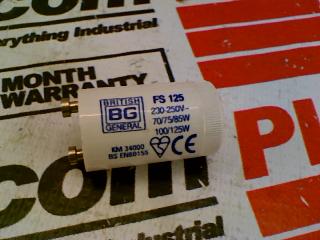 com
erything Industrial
MONTH
WARRANTY
com
PL
BRITISH
BG
GENERAL
FS 125
230-250V~
70/75/85W
100/125W
KM 34000
BS EN60155
CE